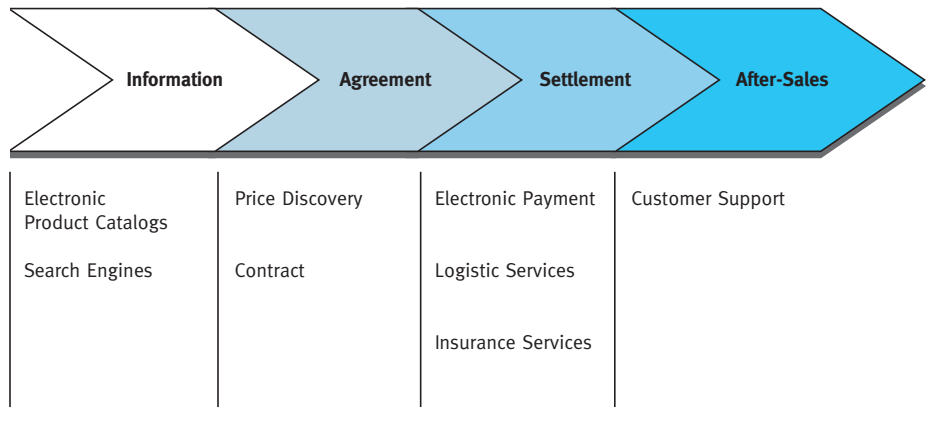 Information
Agreement
Settlement
After-Sales
Electronic
Product Catalogs
Search Engines
Price Discovery
Contract
Electronic Payment
Logistic Services
Insurance Services
Customer Support